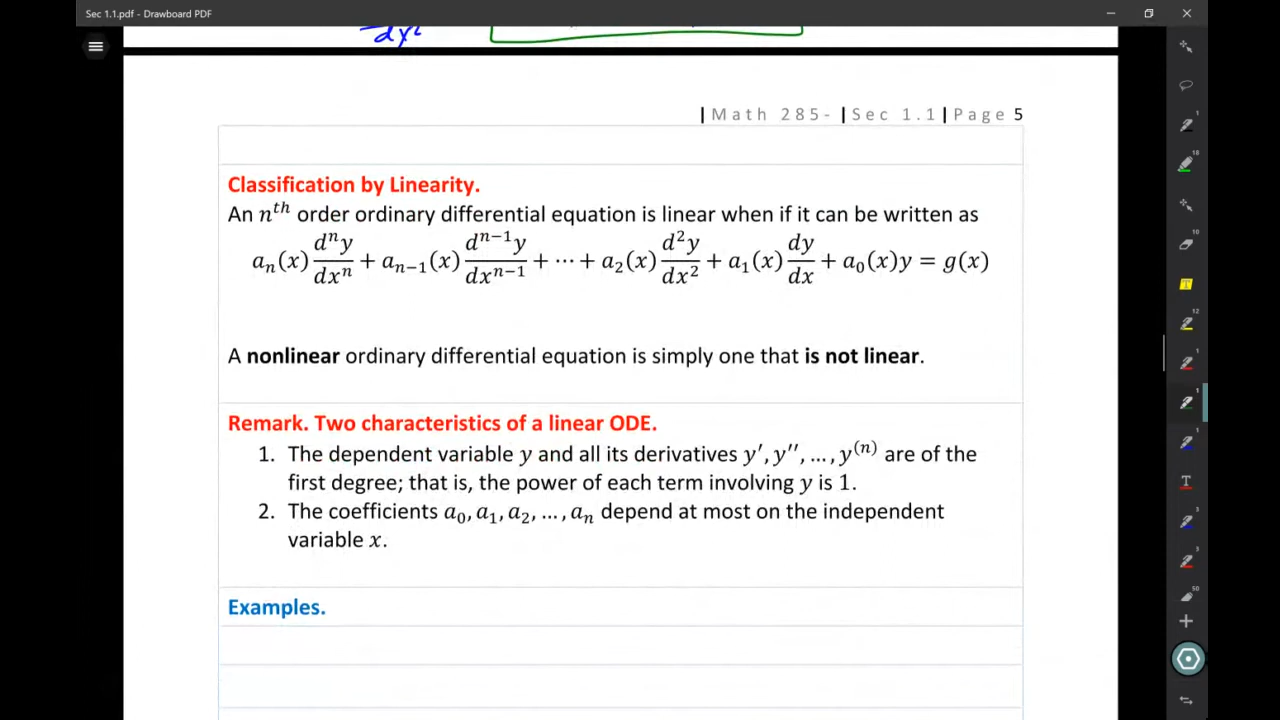 Sec 1.1.pdf - Drawboard PDF
dx²
| Math 285- | Sec 1.1 | Page 5
Classification by Linearity.
An nᵗʰ order ordinary differential equation is linear when if it can be written as
aₙ(x) dⁿy/dxⁿ + aₙ₋₁(x) dⁿ⁻¹y/dxⁿ⁻¹ + ⋯ + a₂(x) d²y/dx² + a₁(x) dy/dx + a₀(x)y = g(x)
A nonlinear ordinary differential equation is simply one that is not linear.
Remark. Two characteristics of a linear ODE.
1. The dependent variable y and all its derivatives y′, y′′, …, y⁽ⁿ⁾ are of the
first degree; that is, the power of each term involving y is 1.
2. The coefficients a₀, a₁, a₂, …, aₙ depend at most on the independent
variable x.
Examples.